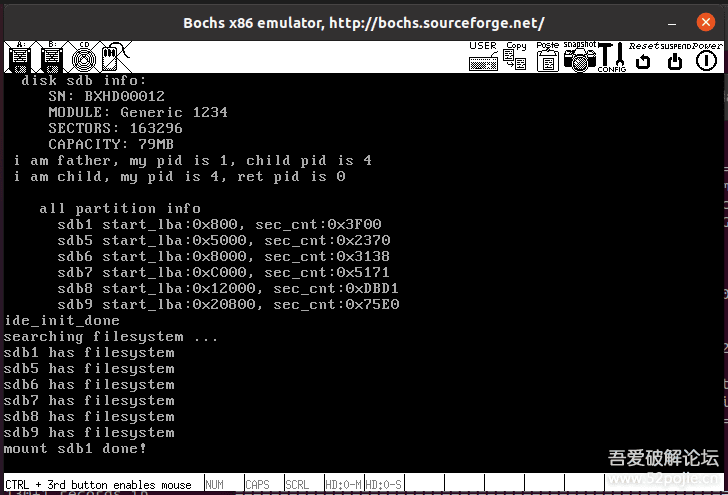 Bochs x86 emulator, http://bochs.sourceforge.net/
A: B: CD USER Copy Paste snapshot CONFIG Reset SUSPEND Power
disk sdb info:
SN: BXHD00012
MODULE: Generic 1234
SECTORS: 163296
CAPACITY: 79MB
i am father, my pid is 1, child pid is 4
i am child, my pid is 4, ret pid is 0
all partition info
sdb1 start_lba:0x800, sec_cnt:0x3F00
sdb5 start_lba:0x5000, sec_cnt:0x2370
sdb6 start_lba:0x8000, sec_cnt:0x3138
sdb7 start_lba:0xC000, sec_cnt:0x5171
sdb8 start_lba:0x12000, sec_cnt:0xDBD1
sdb9 start_lba:0x20800, sec_cnt:0x75E0
ide_init_done
searching filesystem ...
sdb1 has filesystem
sdb5 has filesystem
sdb6 has filesystem
sdb7 has filesystem
sdb8 has filesystem
sdb9 has filesystem
mount sdb1 done!
吾爱破解论坛
www.52pojie.cn
CTRL + 3rd button enables mouse NUM CAPS SCRL HD:0-M HD:0-S